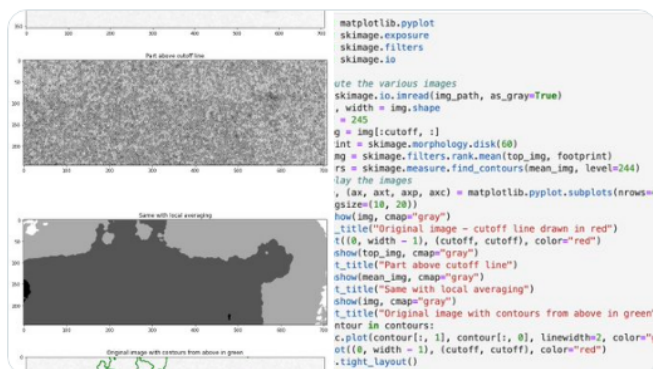 Part above cutoff line
Same with local averaging
Original image with contours from above in green
matplotlib.pyplot
skimage.exposure
skimage.filters
skimage.io
ute the various images
skimage.io.imread(img_path, as_gray=True)
, width = img.shape
= 245
g = img[:cutoff, :]
int = skimage.morphology.disk(60)
mg = skimage.filters.rank.mean(top_img, footprint)
rs = skimage.measure.find_contours(mean_img, level=244)
lay the images
, (ax, axt, axp, axc) = matplotlib.pyplot.subplots(nrows=
gsize=(10, 20))
how(img, cmap="gray")
_title("Original image - cutoff line drawn in red")
t((0, width - 1), (cutoff, cutoff), color="red")
show(top_img, cmap="gray")
t_title("Part above cutoff line")
show(mean_img, cmap="gray")
t_title("Same with local averaging")
show(img, cmap="gray")
t_title("Original image with contours from above in green"
ntour in contours:
c.plot(contour[:, 1], contour[:, 0], linewidth=2, color="
ot((0, width - 1), (cutoff, cutoff), color="red")
.tight_layout()